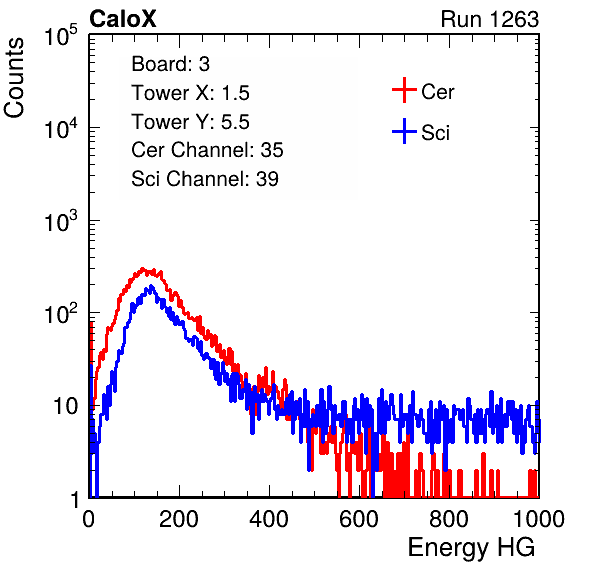 CaloX Run 1263
Counts
Board: 3
Tower X: 1.5
Tower Y: 5.5
Cer Channel: 35
Sci Channel: 39
Cer
Sci
10^5
10^4
10^3
10^2
10
1
0 200 400 600 800 1000
Energy HG